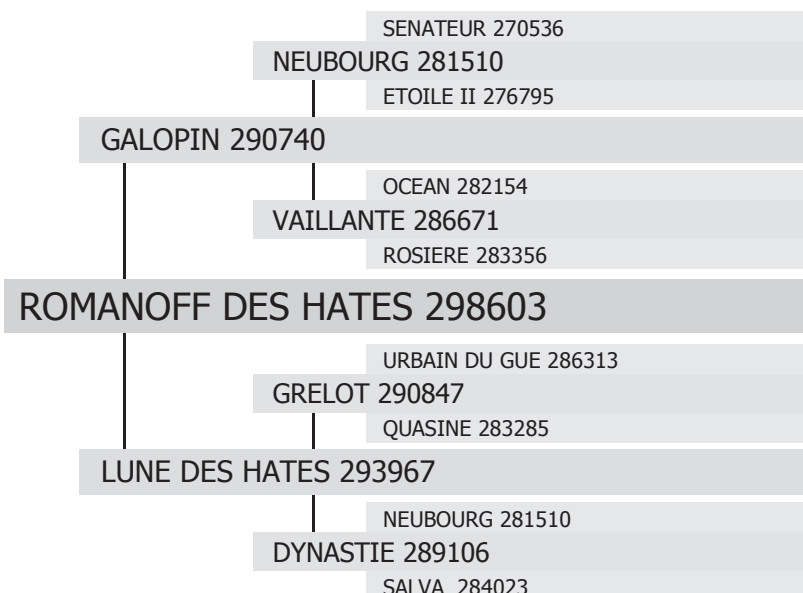 SENATEUR 270536
NEUBOURG 281510
ETOILE II 276795
GALOPIN 290740
OCEAN 282154
VAILLANTE 286671
ROSIERE 283356
ROMANOFF DES HATES 298603
URBAIN DU GUE 286313
GRELOT 290847
QUASINE 283285
LUNE DES HATES 293967
NEUBOURG 281510
DYNASTIE 289106
SALVA 284023